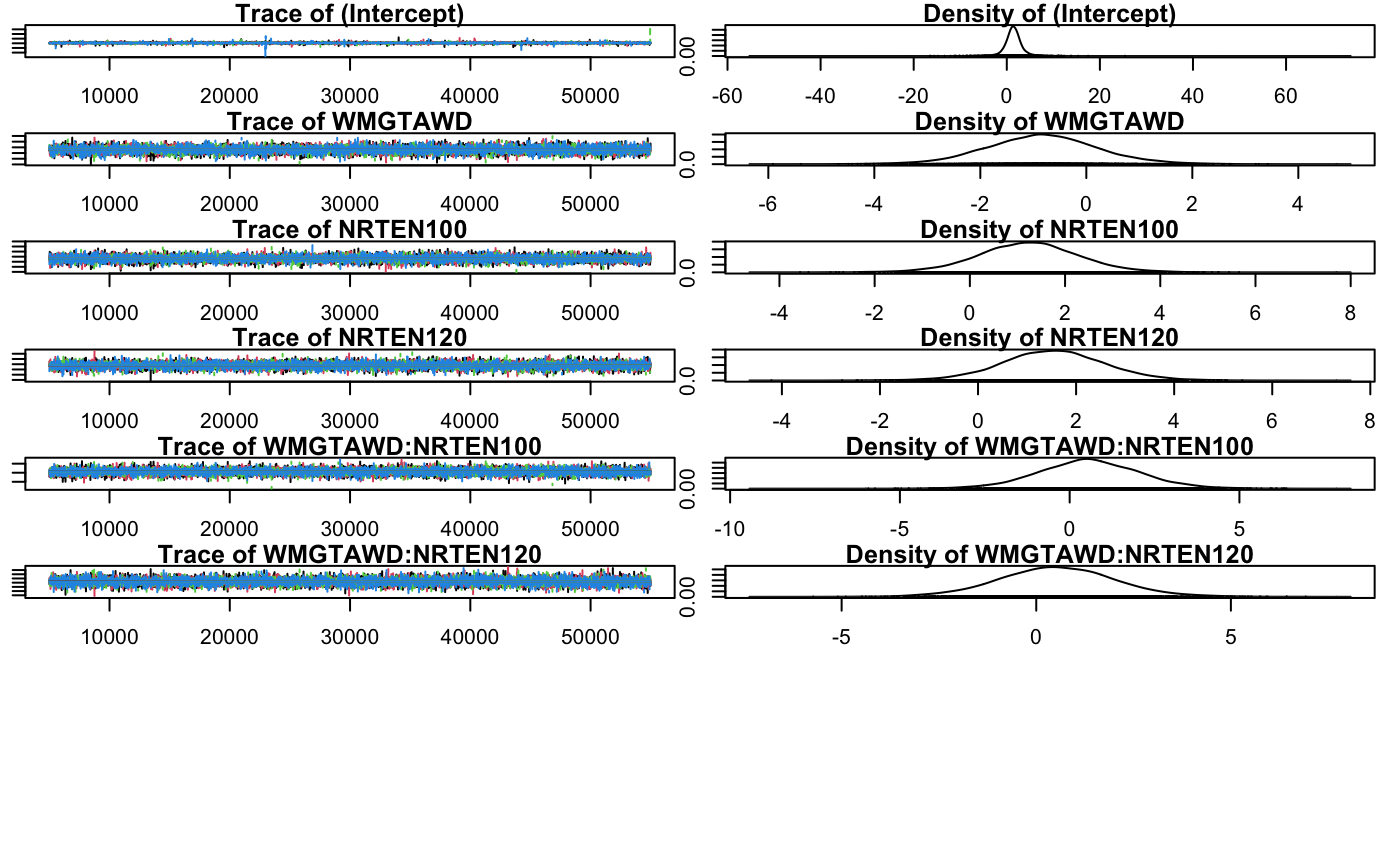 Trace of (Intercept) Density of (Intercept)
0.00
10000 20000 30000 40000 50000 -60 -40 -20 0 20 40 60
Trace of WMGTAWD Density of WMGTAWD
0.0
10000 20000 30000 40000 50000 -6 -4 -2 0 2 4
Trace of NRTEN100 Density of NRTEN100
0.0
10000 20000 30000 40000 50000 -4 -2 0 2 4 6 8
Trace of NRTEN120 Density of NRTEN120
0.0
10000 20000 30000 40000 50000 -4 -2 0 2 4 6 8
Trace of WMGTAWD:NRTEN100 Density of WMGTAWD:NRTEN100
0.00
10000 20000 30000 40000 50000 -10 -5 0 5
Trace of WMGTAWD:NRTEN120 Density of WMGTAWD:NRTEN120
0.00
10000 20000 30000 40000 50000 -5 0 5